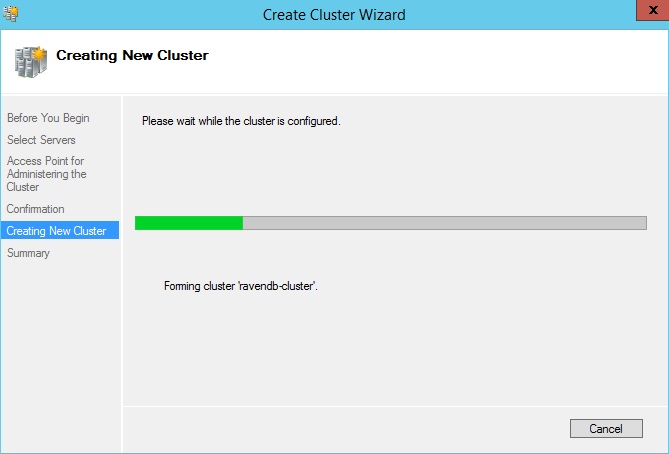 Create Cluster Wizard
x
Creating New Cluster
Before You Begin
Select Servers
Access Point for
Administering the
Cluster
Confirmation
Creating New Cluster
Summary
Please wait while the cluster is configured.
Forming cluster 'ravendb-cluster'.
Cancel